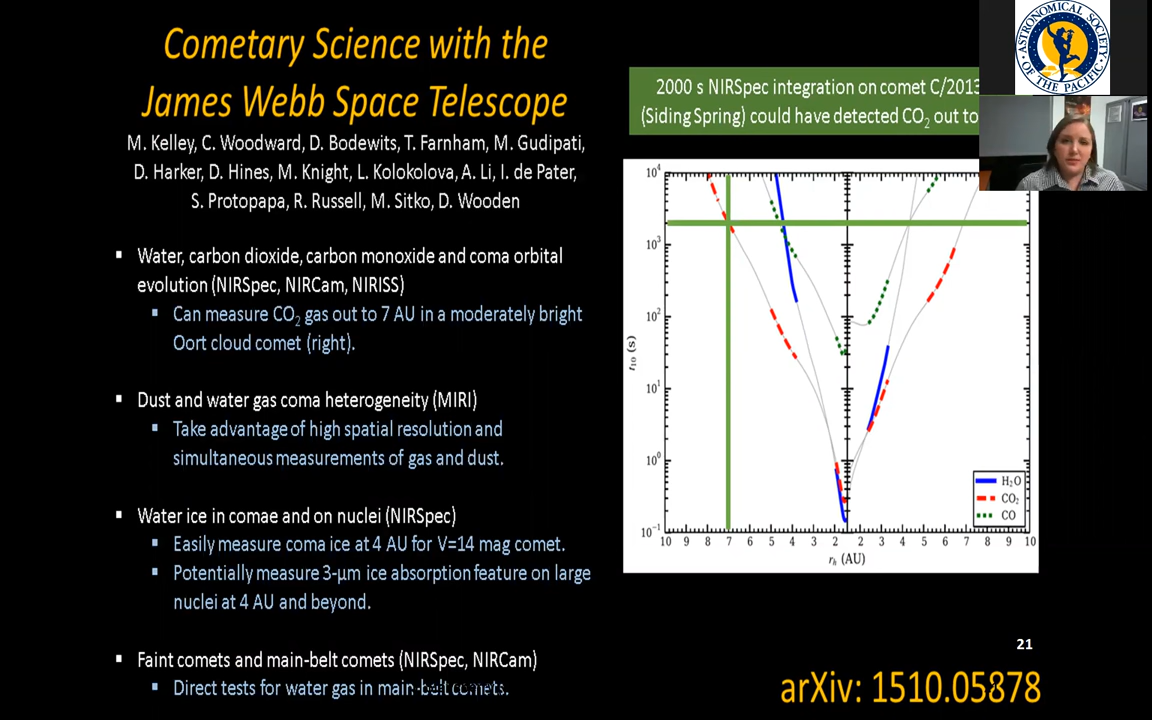 Cometary Science with the
James Webb Space Telescope
M. Kelley, C. Woodward, D. Bodewits, T. Farnham, M. Gudipati,
D. Harker, D. Hines, M. Knight, L. Kolokolova, A. Li, I. de Pater,
S. Protopapa, R. Russell, M. Sitko, D. Wooden
▪ Water, carbon dioxide, carbon monoxide and coma orbital
evolution (NIRSpec, NIRCam, NIRISS)
▪ Can measure CO₂ gas out to 7 AU in a moderately bright
Oort cloud comet (right).
▪ Dust and water gas coma heterogeneity (MIRI)
▪ Take advantage of high spatial resolution and
simultaneous measurements of gas and dust.
▪ Water ice in comae and on nuclei (NIRSpec)
▪ Easily measure coma ice at 4 AU for V=14 mag comet.
▪ Potentially measure 3-µm ice absorption feature on large
nuclei at 4 AU and beyond.
▪ Faint comets and main-belt comets (NIRSpec, NIRCam)
▪ Direct tests for water gas in main-belt comets.
2000 s NIRSpec integration on comet C/2013
(Siding Spring) could have detected CO₂ out to
10⁴
10³
10²
10¹
10⁰
10⁻¹
t₁₀ (s)
H₂O
CO₂
CO
10 9 8 7 6 5 4 3 2 2 3 4 5 6 7 8 9 10
rₕ (AU)
21
arXiv: 1510.05878
ASTRONOMICAL SOCIETY
OF THE PACIFIC